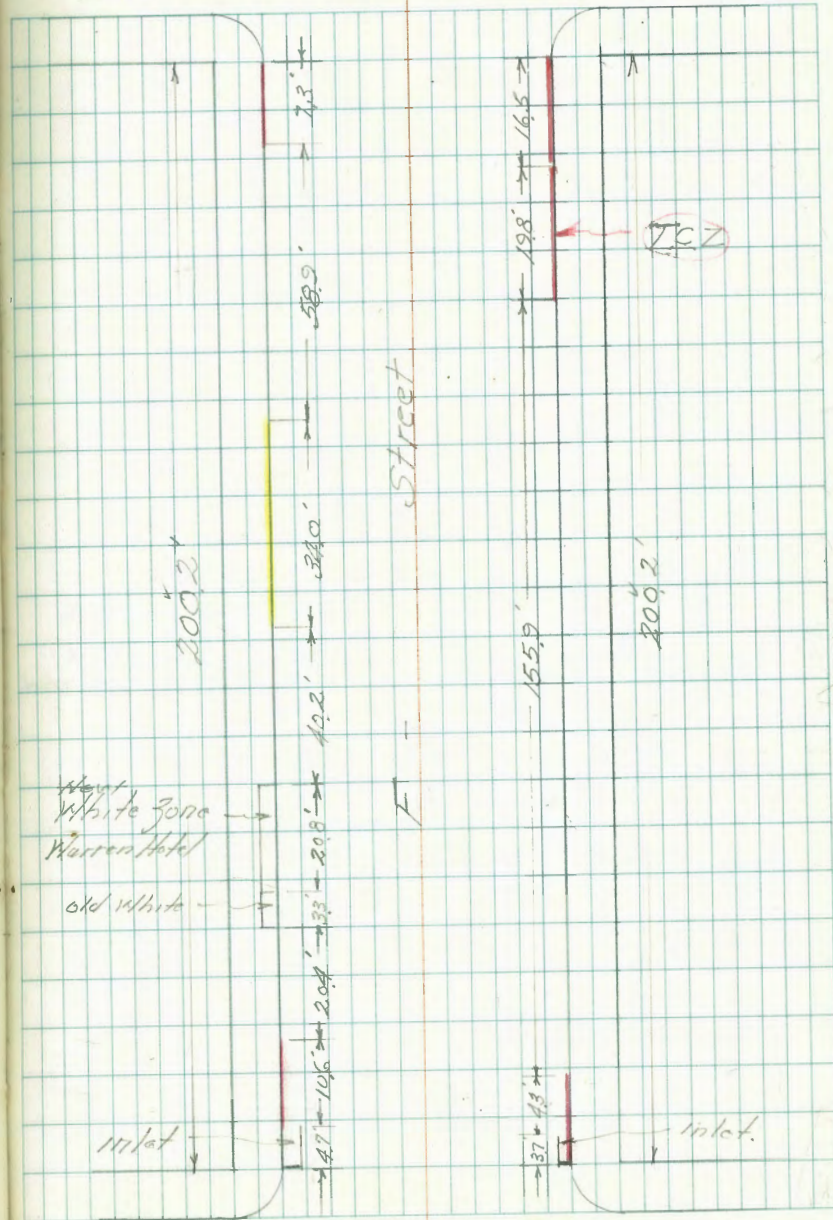 7.3'
58.9'
34.0'
40.2'
20.8'
3.3'
20.4'
10.6'
4.7'
200.2'
New
White Zone
Warren Hotel
old White
inlet
F - Street
16.5
19.8'
155.9'
4.3'
3.7'
200.2'
inlet.